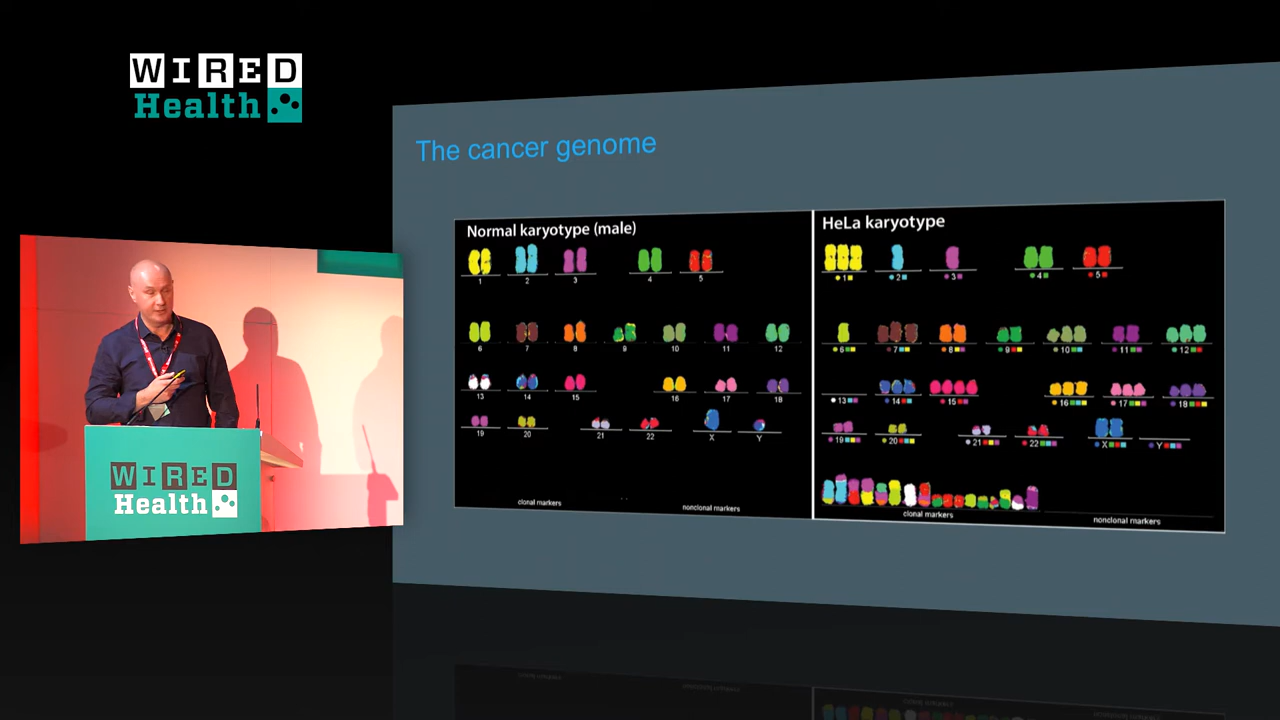 WIRED
Health
The cancer genome
Normal karyotype (male)
1 2 3 4 5
6 7 8 9 10 11 12
13 14 15 16 17 18
19 20 21 22 X Y
clonal markers nonclonal markers
HeLa karyotype
1 2 3 4 5
6 7 8 9 10 11 12
13 14 15 16 17 18
19 20 21 22 X Y
clonal markers nonclonal markers
WIRED
Health